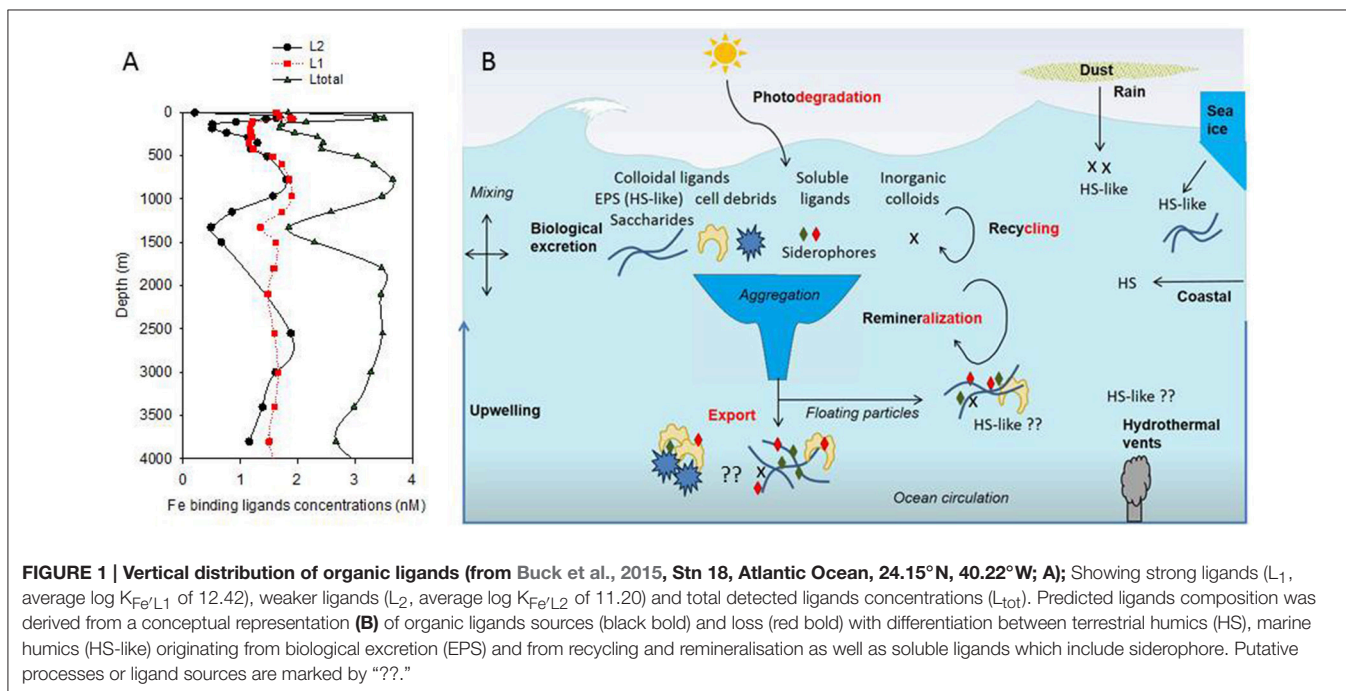 A
L2
L1
Ltotal
0
500
1000
1500
2000
2500
3000
3500
4000
Depth (m)
0 1 2 3 4
Fe binding ligands concentrations (nM)
B
Dust
Rain
Sea
ice
Photodegradation
X X
HS-like
HS-like
Mixing
Colloidal ligands
EPS (HS-like) cell debrids
Saccharides
Soluble
ligands
Inorganic
colloids
Biological
excretion
Siderophores
X
Recycling
HS
Coastal
Aggregation
Remineralization
Upwelling
Export
Floating particles
X
HS-like ??
HS-like ??
Hydrothermal
vents
??
X
Ocean circulation
FIGURE 1 | Vertical distribution of organic ligands (from Buck et al., 2015, Stn 18, Atlantic Ocean, 24.15°N, 40.22°W; A); Showing strong ligands (L1,
average log KFe'L1 of 12.42), weaker ligands (L2, average log KFe'L2 of 11.20) and total detected ligands concentrations (Ltot). Predicted ligands composition was
derived from a conceptual representation (B) of organic ligands sources (black bold) and loss (red bold) with differentiation between terrestrial humics (HS), marine
humics (HS-like) originating from biological excretion (EPS) and from recycling and remineralisation as well as soluble ligands which include siderophore. Putative
processes or ligand sources are marked by “??.”